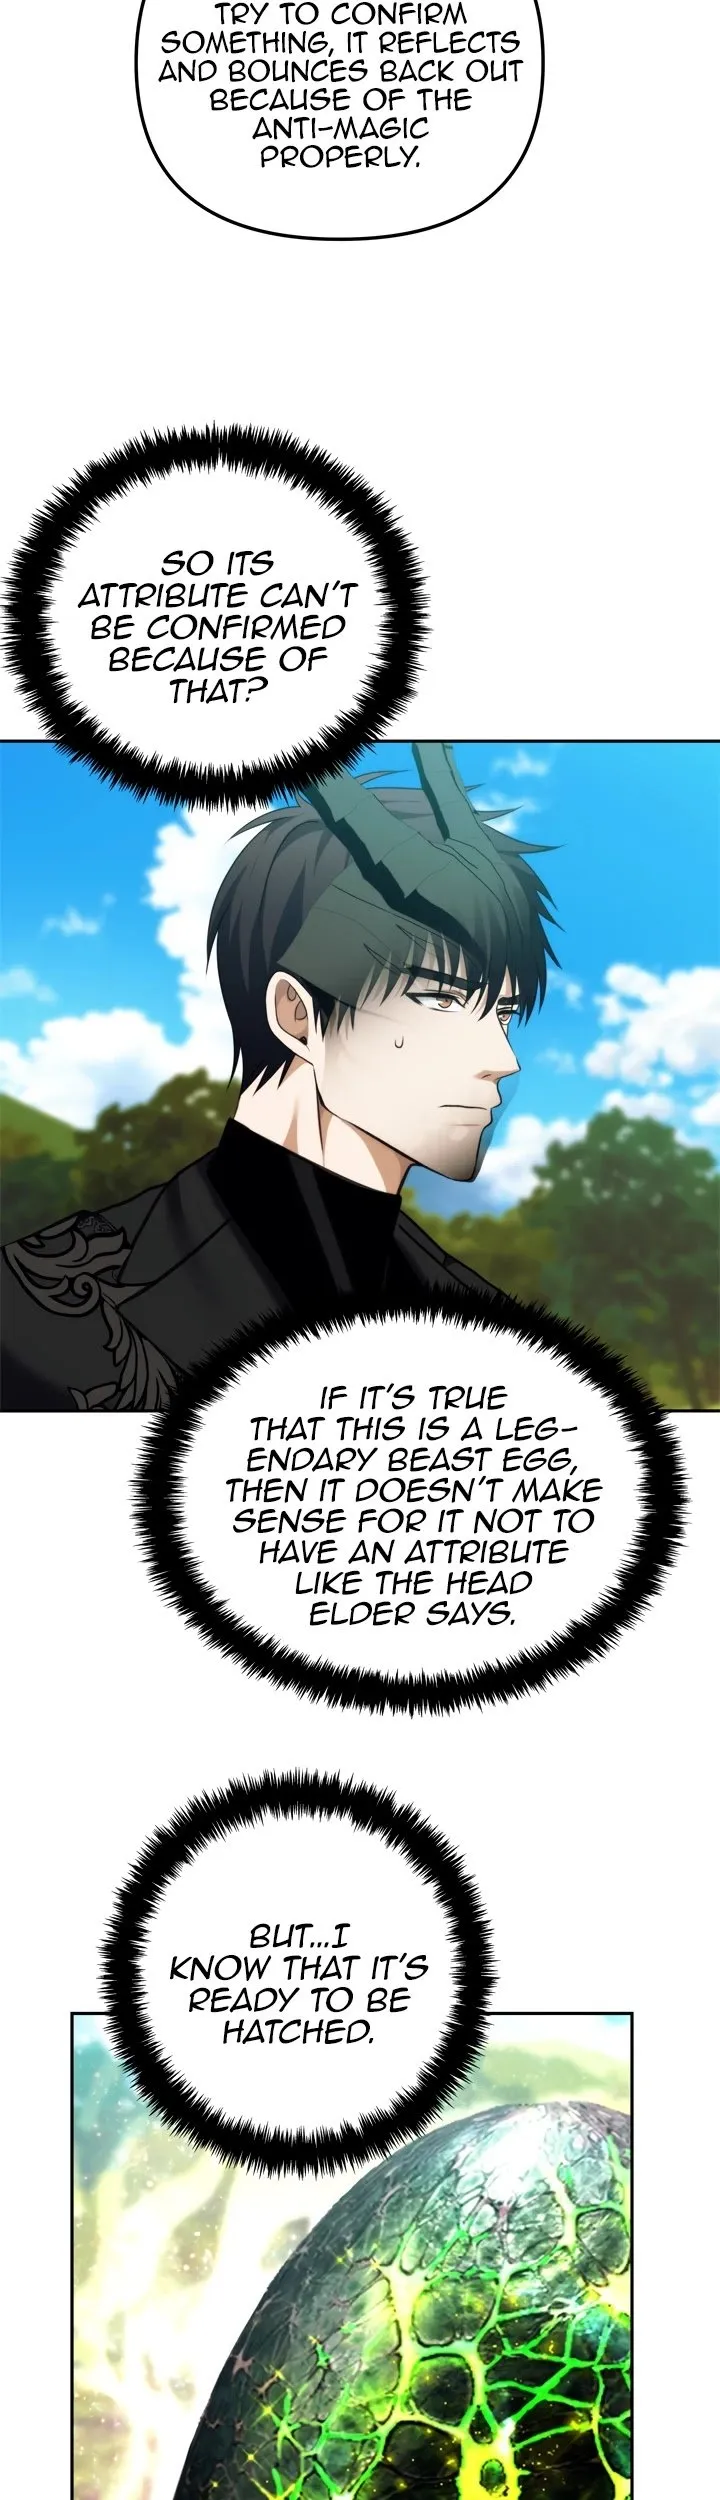 TRY TO CONFIRM
SOMETHING, IT REFLECTS
AND BOUNCES BACK OUT
BECAUSE OF THE
ANTI-MAGIC
PROPERLY.
SO ITS
ATTRIBUTE CAN'T
BE CONFIRMED
BECAUSE OF
THAT?
IF IT'S TRUE
THAT THIS IS A LEG-
ENDARY BEAST EGG,
THEN IT DOESN'T MAKE
SENSE FOR IT NOT TO
HAVE AN ATTRIBUTE
LIKE THE HEAD
ELDER SAYS.
BUT...I
KNOW THAT IT'S
READY TO BE
HATCHED.